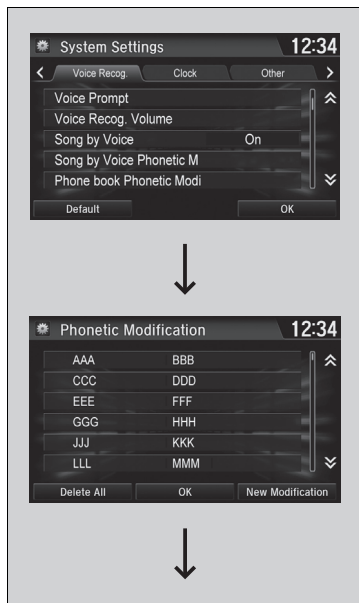 System Settings 12:34
Voice Recog. Clock Other
Voice Prompt
Voice Recog. Volume
Song by Voice On
Song by Voice Phonetic M
Phone book Phonetic Modi
Default OK
Phonetic Modification 12:34
AAA BBB
CCC DDD
EEE FFF
GGG HHH
JJJ KKK
LLL MMM
Delete All OK New Modification